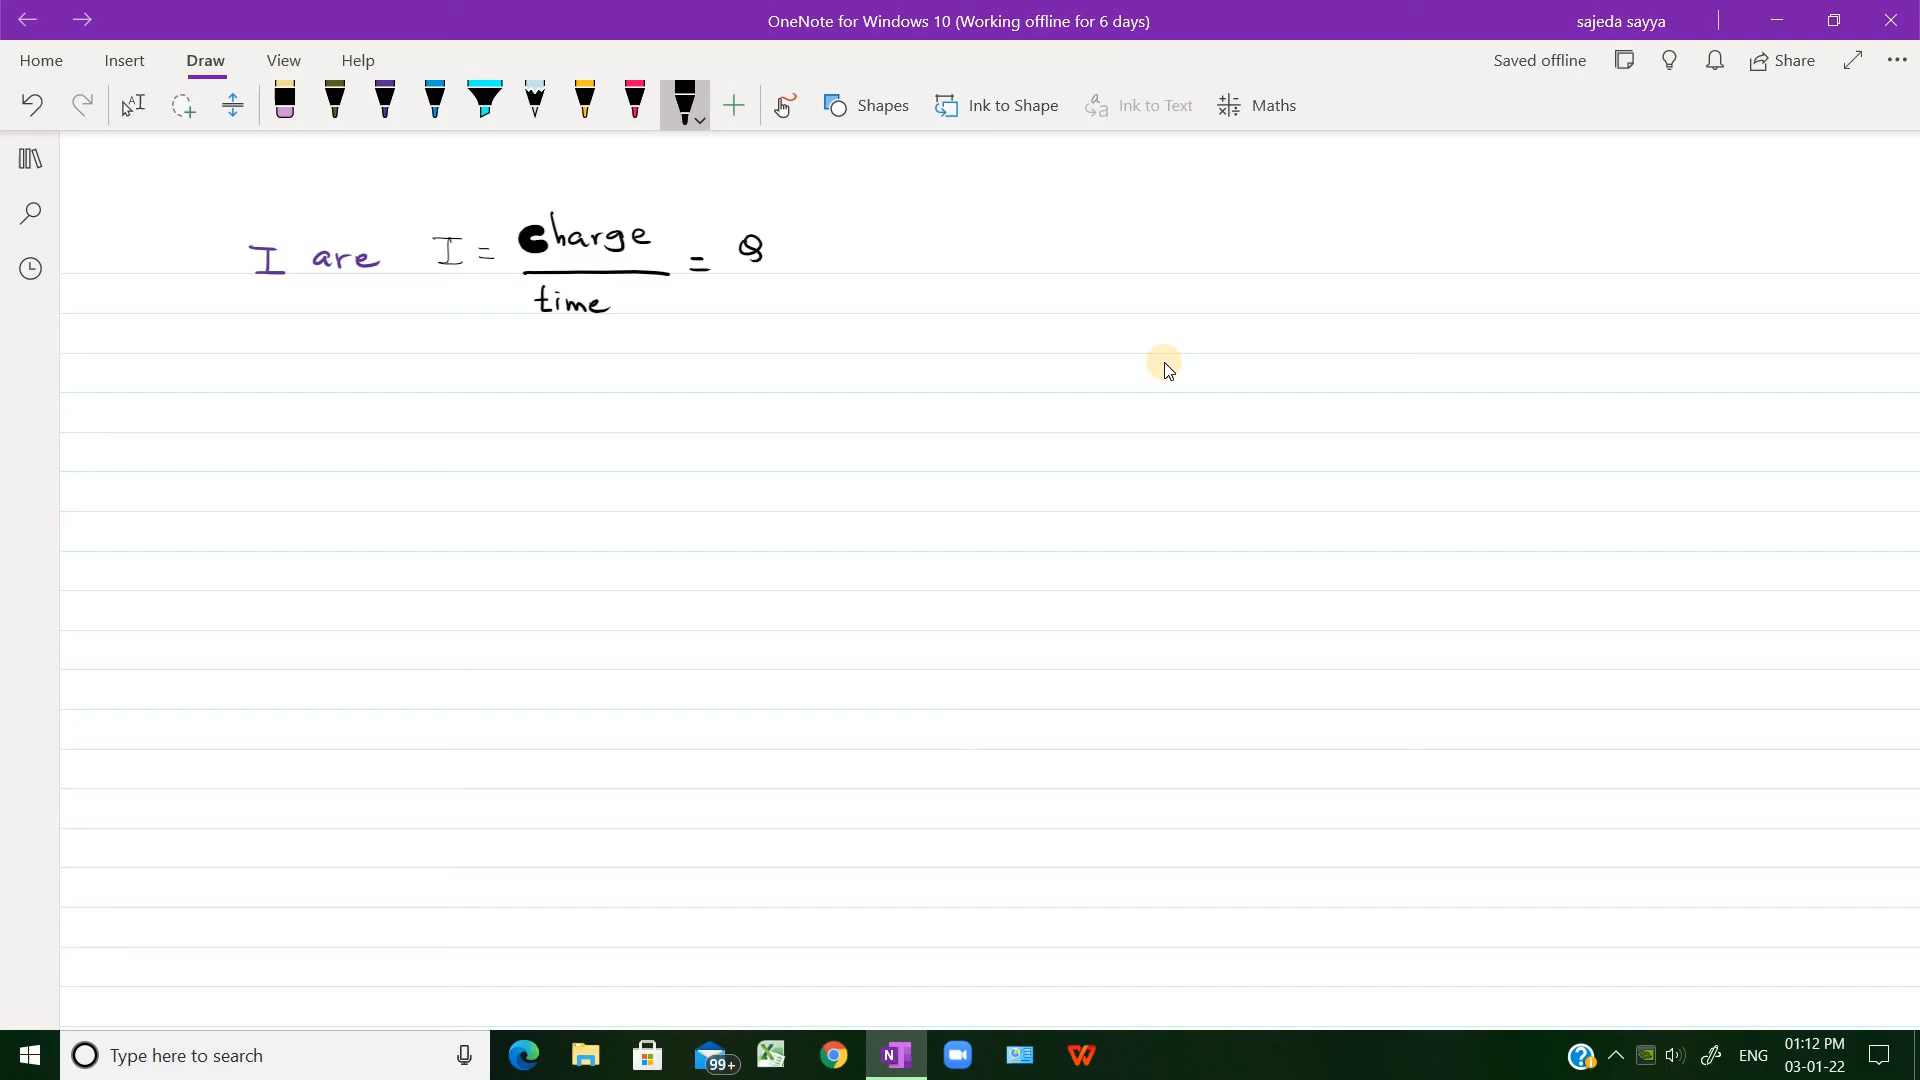 OneNote for Windows 10 (Working offline for 6 days)
sajeda sayya
Home Insert Draw View Help
Saved offline
Share
Shapes
Ink to Shape
Ink to Text
Maths
I are I = charge / time = Q
Type here to search
99+
ENG
01:12 PM
03-01-22